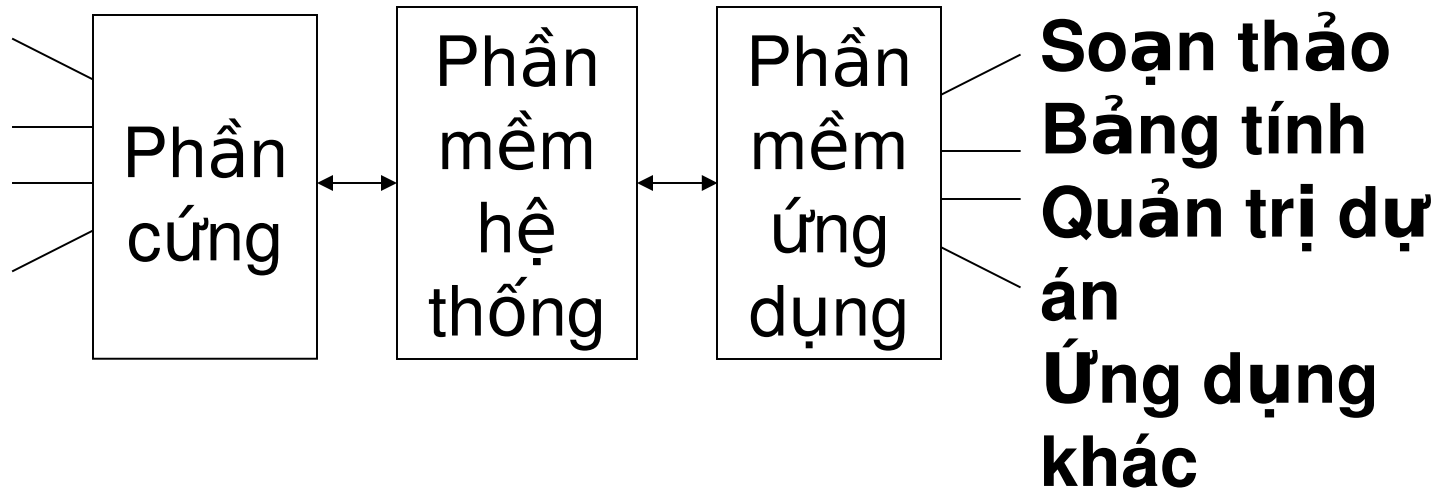 Phần
cứng
Phần
mềm
hệ
thống
Phần
mềm
ứng
dụng
Soạn thảo
Bảng tính
Quản trị dự
án
Ứng dụng
khác